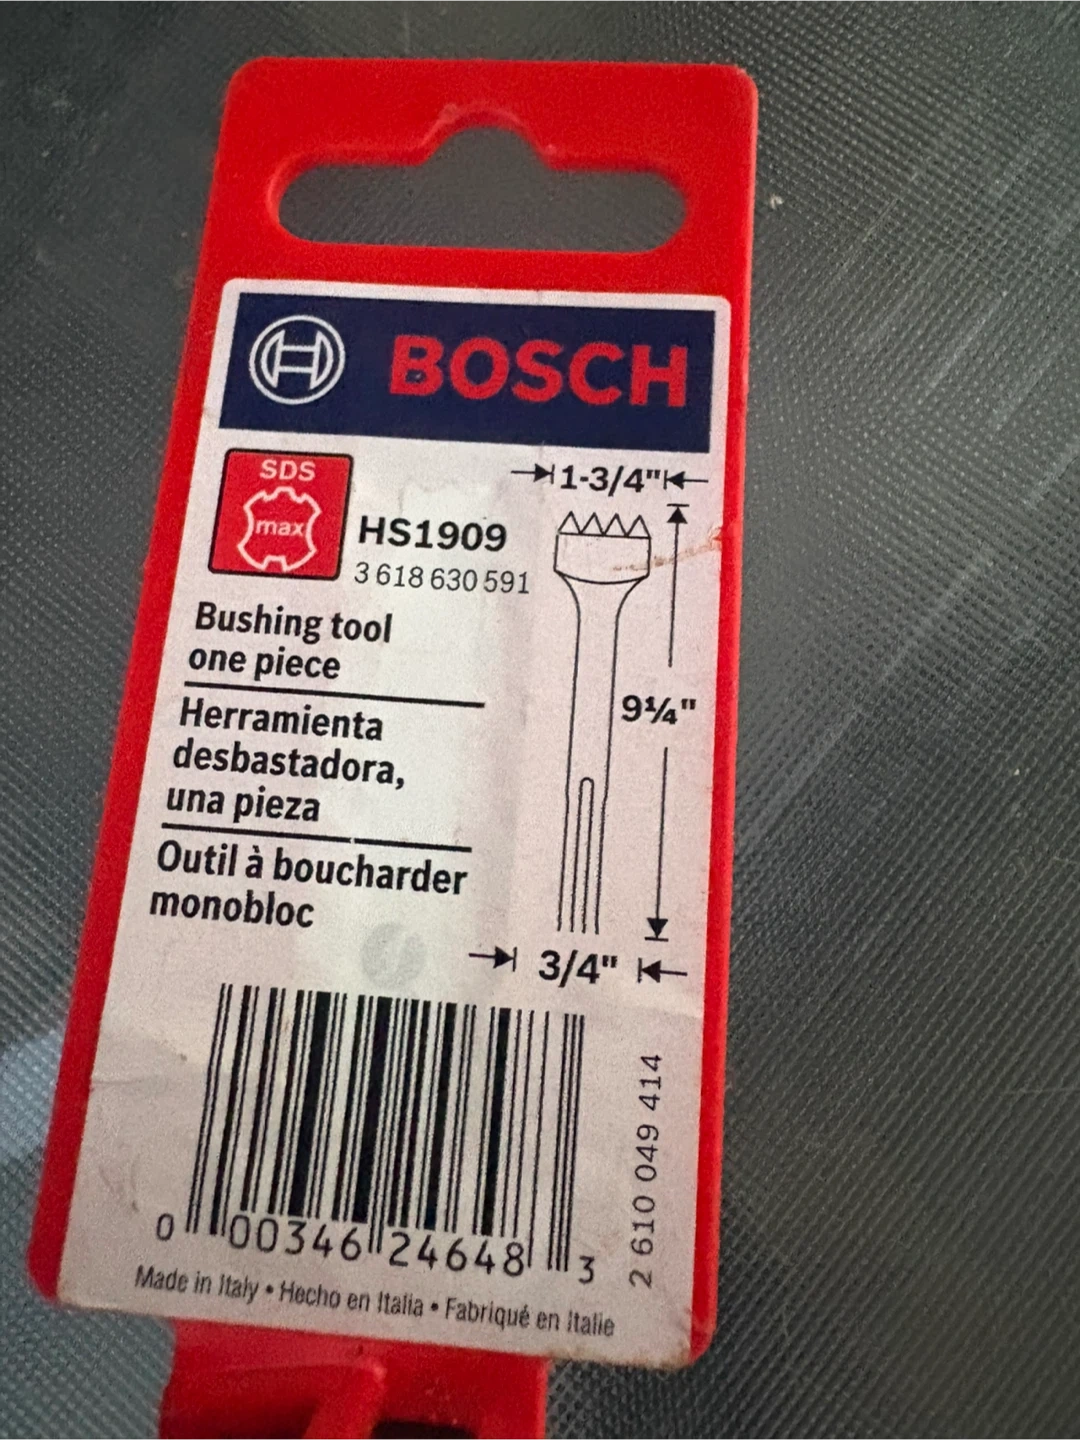 BOSCH
SDS
max
HS1909
3 618 630 591
1-3/4"
Bushing tool
one piece
Herramienta
desbastadora,
una pieza
Outil à boucharder
monobloc
9¼"
3/4"
0 00346 24648 3
2 610 049 414
Made in Italy • Hecho en Italia • Fabriqué en Italie